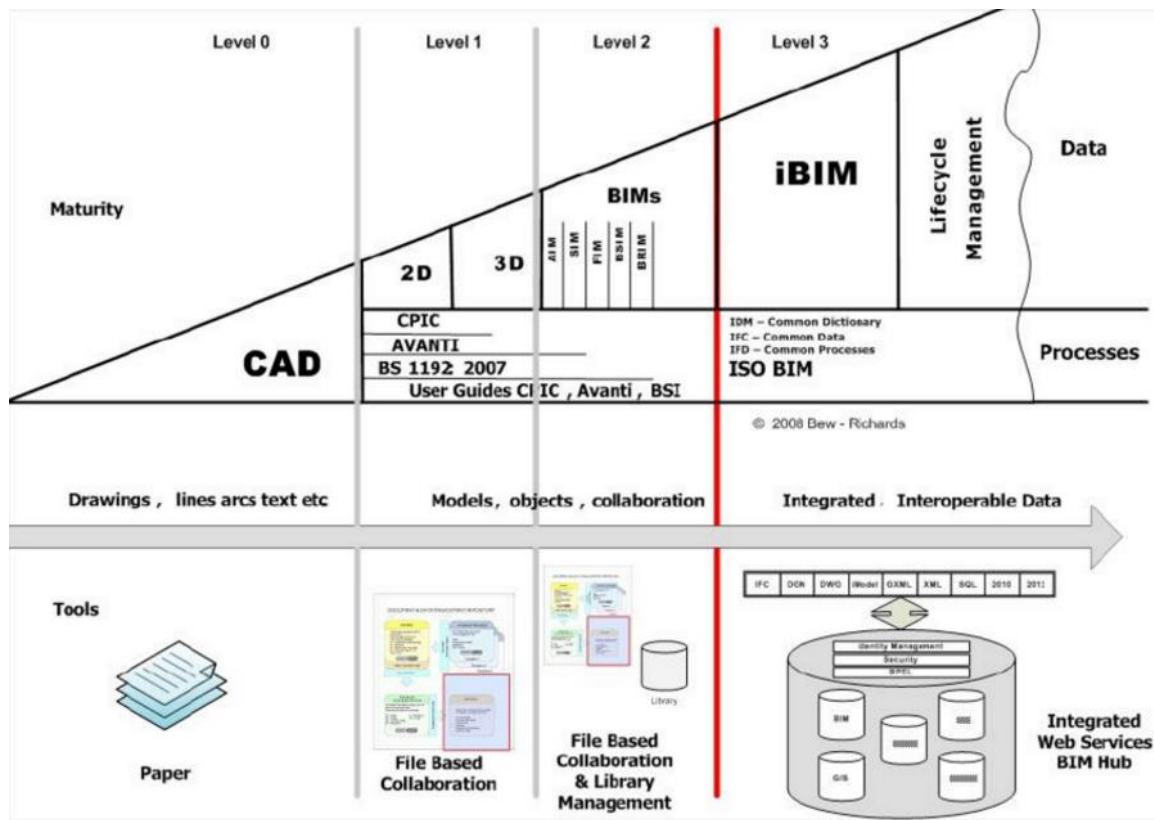 Level 0
Level 1
Level 2
Level 3
Maturity
CAD
2D
3D
BIMs
AIM
SIM
FIM
BSIM
BRIM
iBIM
Lifecycle
Management
Data
CPIC
AVANTI
BS 1192 2007
User Guides CPIC , Avanti , BSI
IDM – Common Dictionary
IFC – Common Data
IFD – Common Processes
ISO BIM
Processes
© 2008 Bew - Richards
Drawings , lines arcs text etc
Models, objects , collaboration
Integrated , Interoperable Data
Tools
Paper
File Based
Collaboration
Library
File Based
Collaboration
& Library
Management
IFC DGN DWG iModel GXML XML SQL 2010
Identity Management
Security
BPEL
BIM
GIS
Integrated
Web Services
BIM Hub